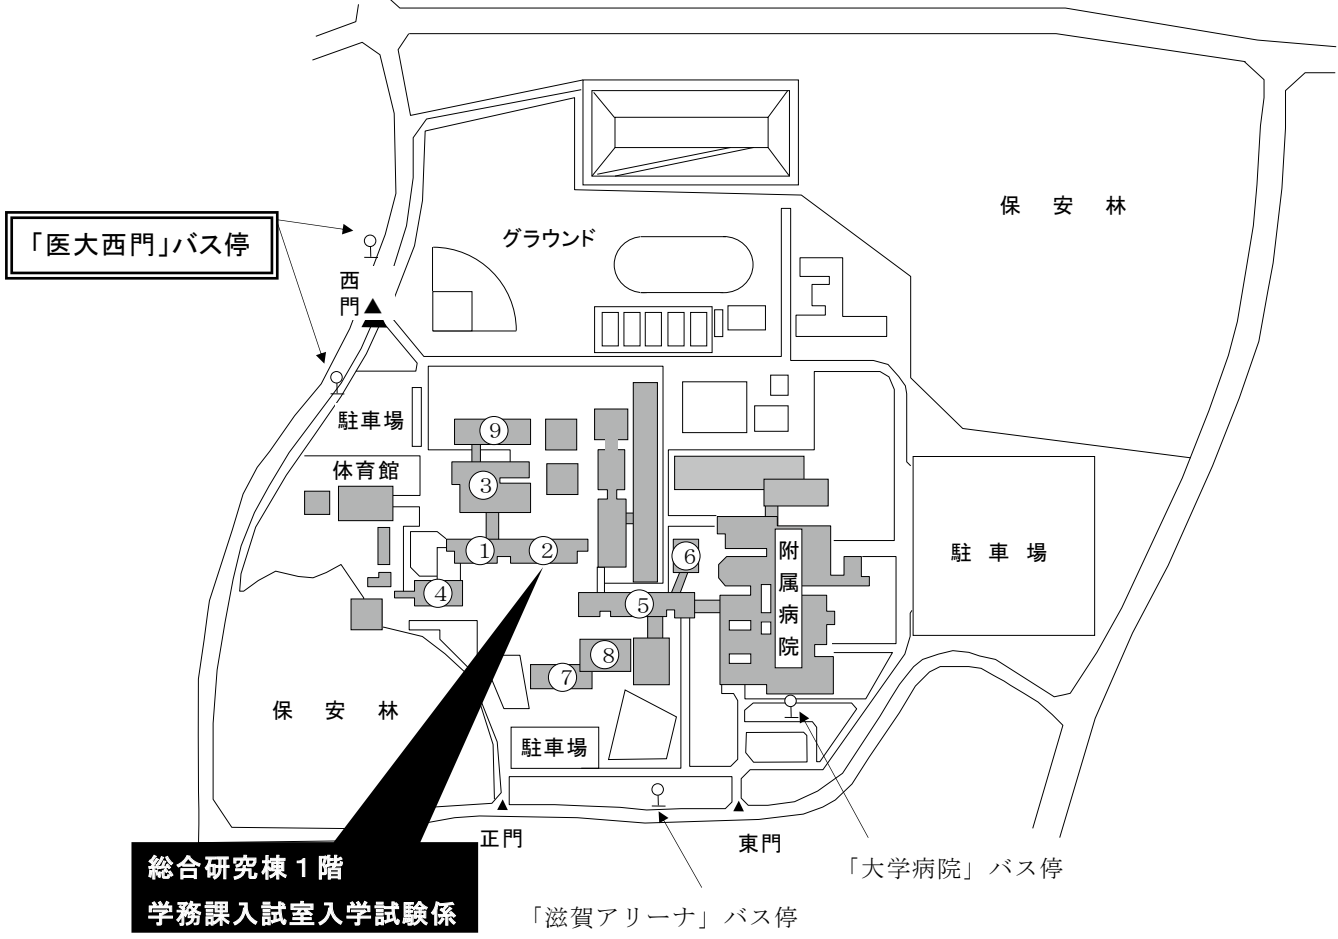 保 安 林
グラウンド
「医大西門」バス停
西
門
駐車場
⑨
体育館
③
①
②
⑥
附
属
病
院
駐 車 場
④
⑤
⑧
⑦
保 安 林
駐車場
正門
東門
総合研究棟1階
学務課入試室入学試験係
「大学病院」バス停
「滋賀アリーナ」バス停